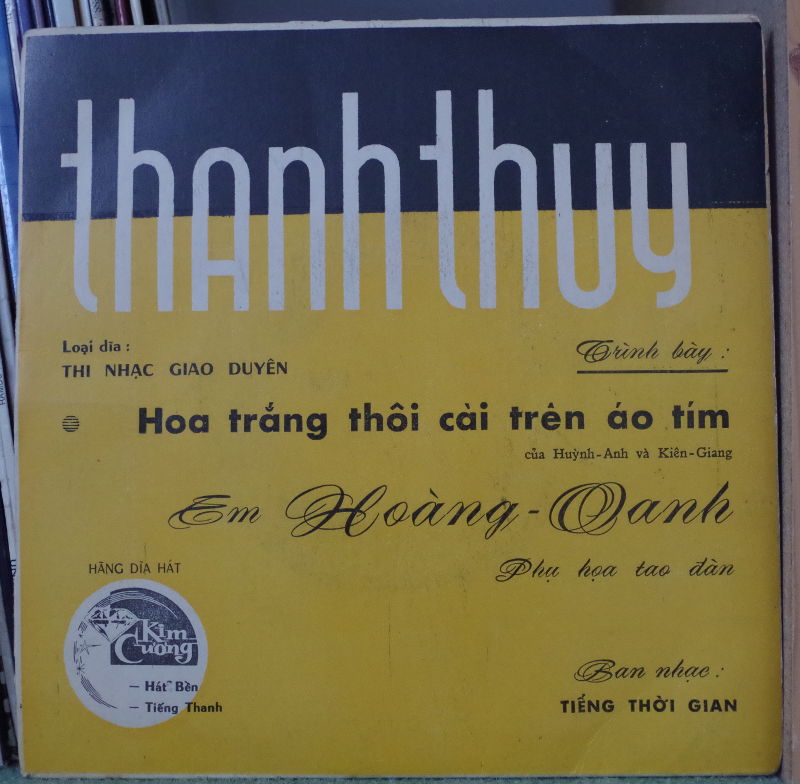 thanh thuy
Loại dĩa :
THI NHẠC GIAO DUYÊN
Trình bày :
Hoa trắng thôi cài trên áo tím
của Huỳnh-Anh và Kiên-Giang
Em Hoàng-Oanh
Phụ họa tao đàn
HÃNG DĨA HÁT
Kim
Cương
— Hát Bền
— Tiếng Thanh
Ban nhạc :
TIẾNG THỜI GIAN